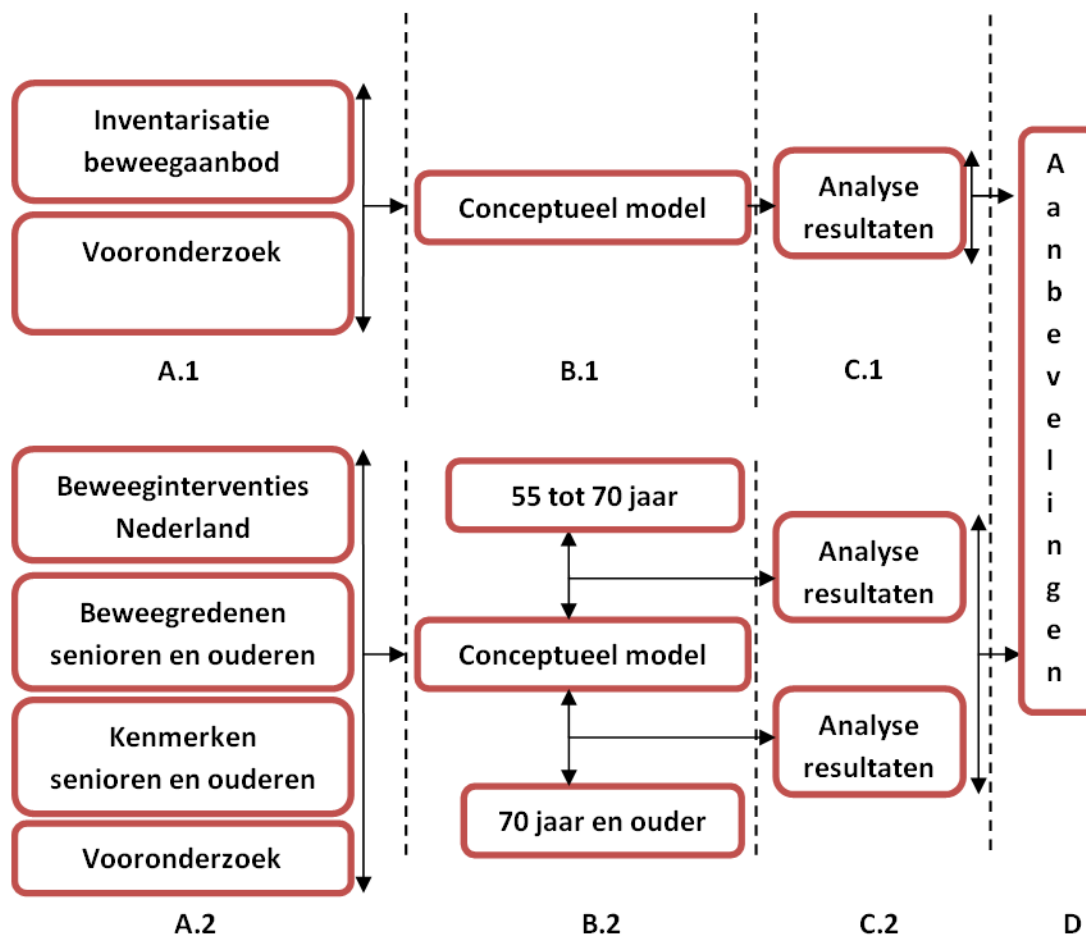 Inventarisatie
beweegaanbod
Vooronderzoek
A.1
Conceptueel model
B.1
Analyse
resultaten
C.1
Beweeginterventies
Nederland
Beweegredenen
senioren en ouderen
Kenmerken
senioren en ouderen
Vooronderzoek
A.2
55 tot 70 jaar
Conceptueel model
70 jaar en ouder
B.2
Analyse
resultaten
Analyse
resultaten
C.2
A
a
n
b
e
v
e
l
i
n
g
e
n
D